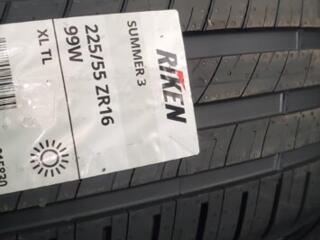 RIKEN
SUMMER 3
225/55 ZR16
99W
XL TL